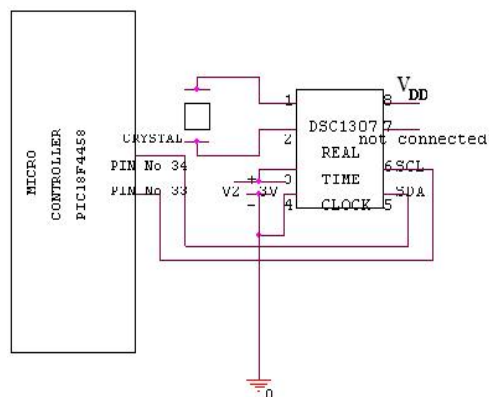 MICRO
CONTROLLER
PIC18F4458
CRYSTAL
PIN No 34
PIN No 33
V2
3V
+
-
1
2
3
4
DSC1307
REAL
TIME
CLOCK
8
7
6
5
VDD
not connected
SCL
SDA
0